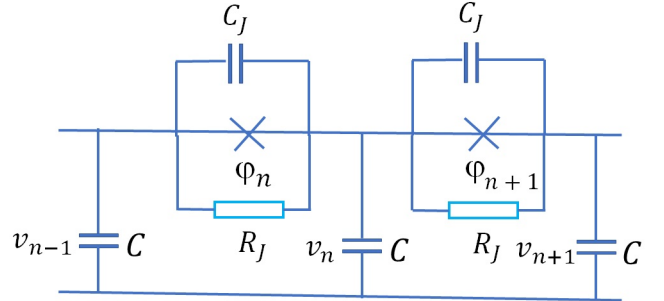 C_J C_J
φ_n φ_{n+1}
R_J R_J
v_{n−1} C v_n C v_{n+1} C